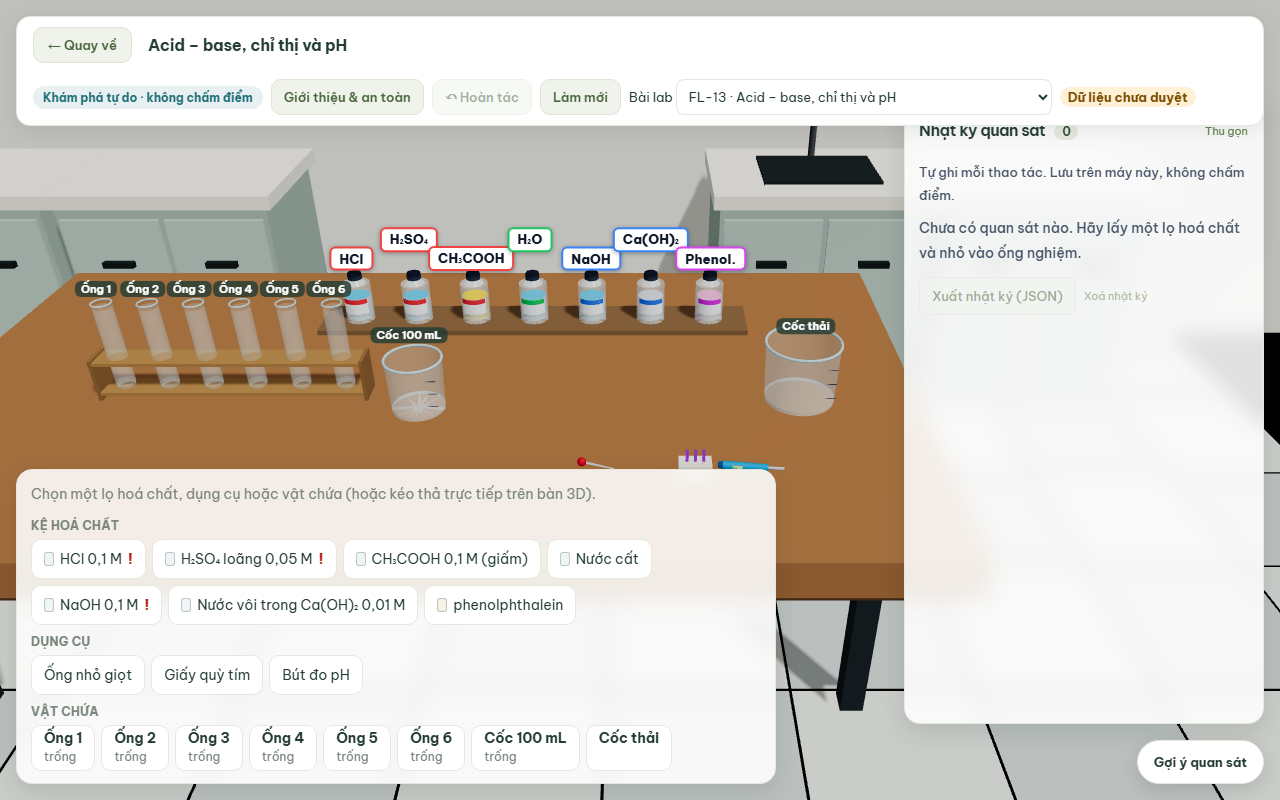 ← Quay về
Acid – base, chỉ thị và pH
Khám phá tự do · không chấm điểm
Giới thiệu & an toàn
↶ Hoàn tác
Làm mới
Bài lab
FL-13 · Acid – base, chỉ thị và pH
Dữ liệu chưa duyệt
Nhật ký quan sát 0
Thu gọn
Tự ghi mỗi thao tác. Lưu trên máy này, không chấm
điểm.
Chưa có quan sát nào. Hãy lấy một lọ hoá chất
và nhỏ vào ống nghiệm.
Xuất nhật ký (JSON)
Xoá nhật ký
H₂SO₄
H₂O
Ca(OH)₂
HCl
CH₃COOH
NaOH
Phenol.
Ống 1
Ống 2
Ống 3
Ống 4
Ống 5
Ống 6
Cốc 100 mL
Cốc thải
Chọn một lọ hoá chất, dụng cụ hoặc vật chứa (hoặc kéo thả trực tiếp trên bàn 3D).
KỆ HOÁ CHẤT
HCl 0,1 M !
H₂SO₄ loãng 0,05 M !
CH₃COOH 0,1 M (giấm)
Nước cất
NaOH 0,1 M !
Nước vôi trong Ca(OH)₂ 0,01 M
phenolphthalein
DỤNG CỤ
Ống nhỏ giọt
Giấy quỳ tím
Bút đo pH
VẬT CHỨA
Ống 1
trống
Ống 2
trống
Ống 3
trống
Ống 4
trống
Ống 5
trống
Ống 6
trống
Cốc 100 mL
trống
Cốc thải
Gợi ý quan sát